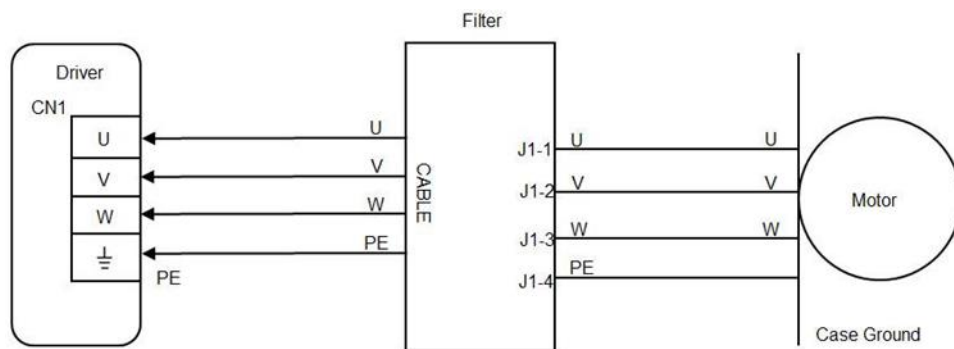 Filter
Driver
CN1
U
V
W
PE
U
V
W
PE
CABLE
J1-1
J1-2
J1-3
J1-4
U
V
W
PE
U
V
W
Motor
Case Ground